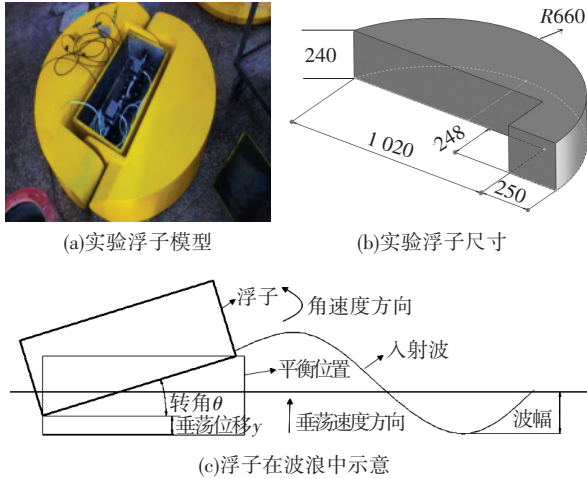 R660
240
248
1 020
250
(a)实验浮子模型
(b)实验浮子尺寸
浮子
角速度方向
入射波
平衡位置
转角θ
垂荡位移y
垂荡速度方向
波幅
(c)浮子在波浪中示意